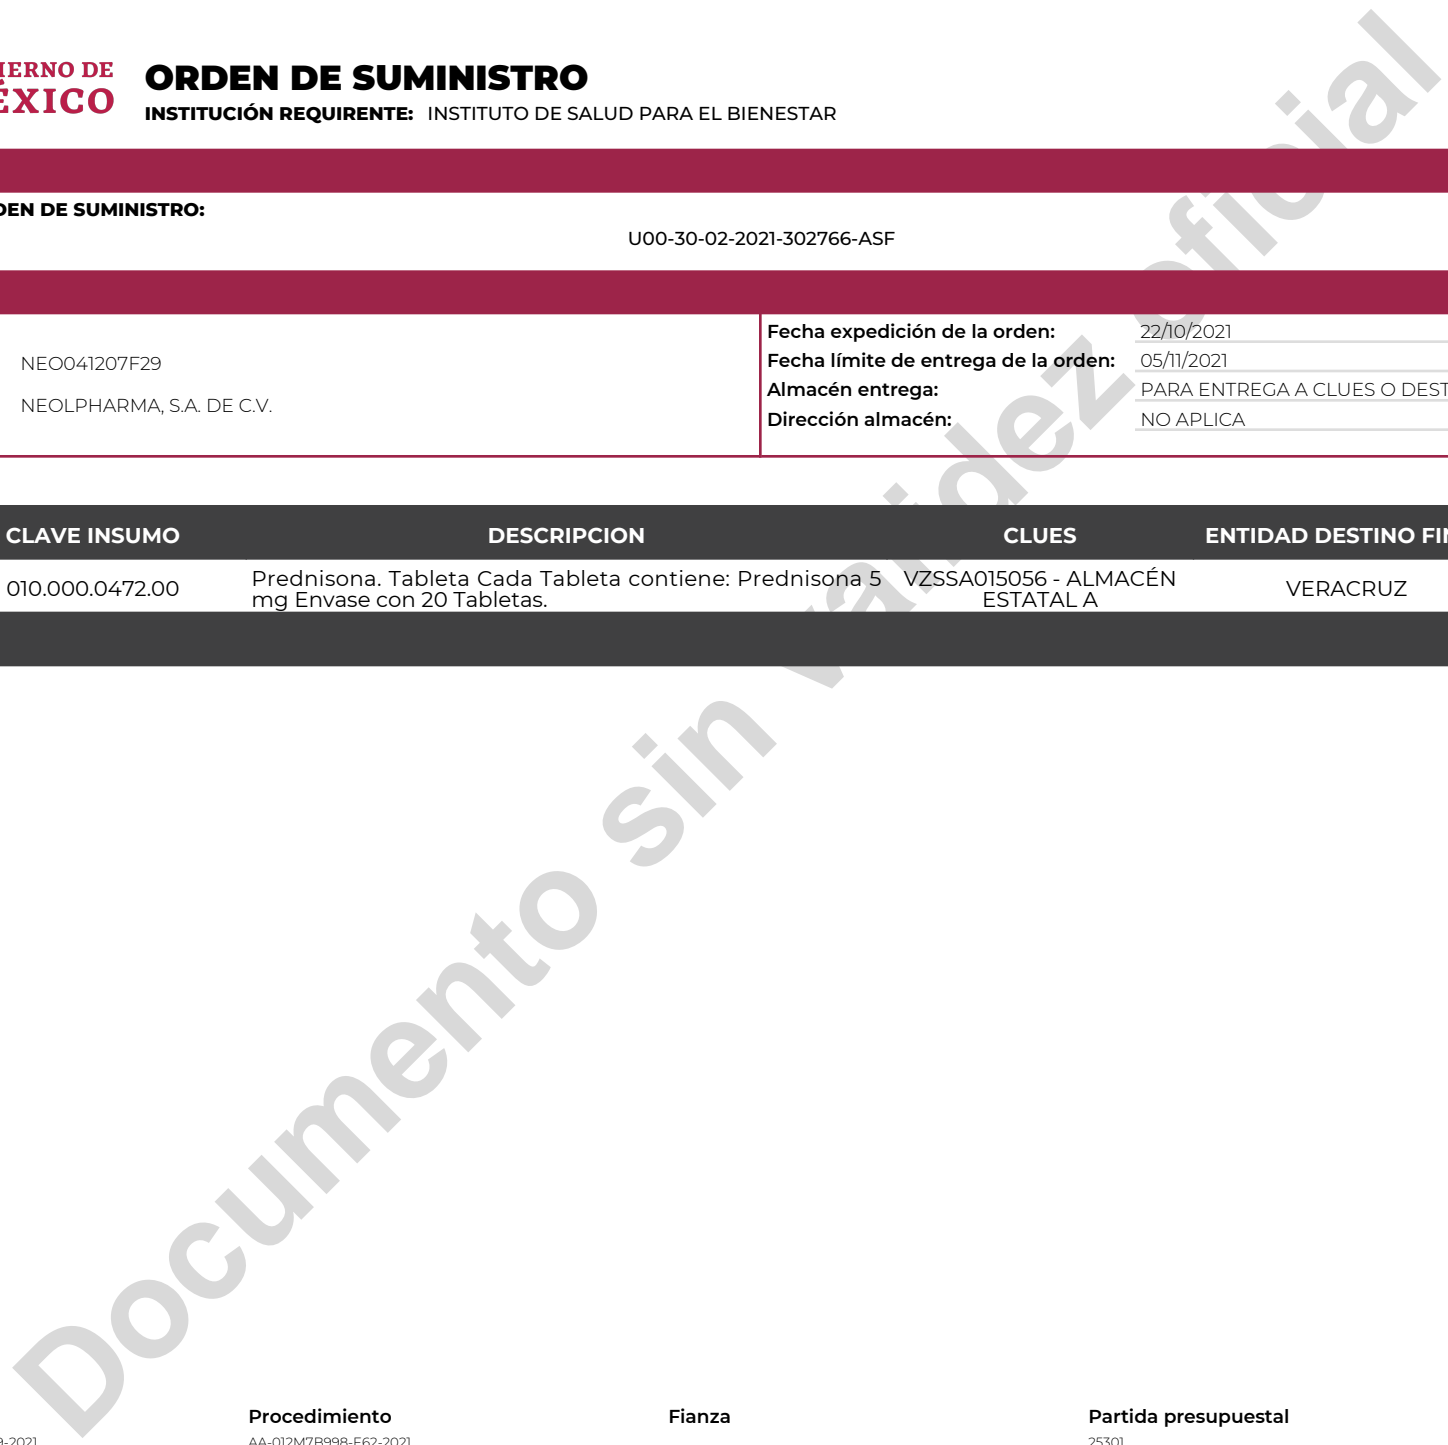 IERNO DE
ÉXICO
ORDEN DE SUMINISTRO
INSTITUCIÓN REQUIRENTE: INSTITUTO DE SALUD PARA EL BIENESTAR
DEN DE SUMINISTRO:
U00-30-02-2021-302766-ASF
NEO041207F29
NEOLPHARMA, S.A. DE C.V.
Fecha expedición de la orden: 22/10/2021
Fecha límite de entrega de la orden: 05/11/2021
Almacén entrega: PARA ENTREGA A CLUES O DEST
Dirección almacén: NO APLICA
CLAVE INSUMO DESCRIPCION CLUES ENTIDAD DESTINO FIN
010.000.0472.00 Prednisona. Tableta Cada Tableta contiene: Prednisona 5 VZSSA015056 - ALMACÉN VERACRUZ
mg Envase con 20 Tabletas. ESTATAL A
Documento sin validez oficial
Procedimiento Fianza Partida presupuestal
9-2021 AA-012M7B998-E62-2021 25301